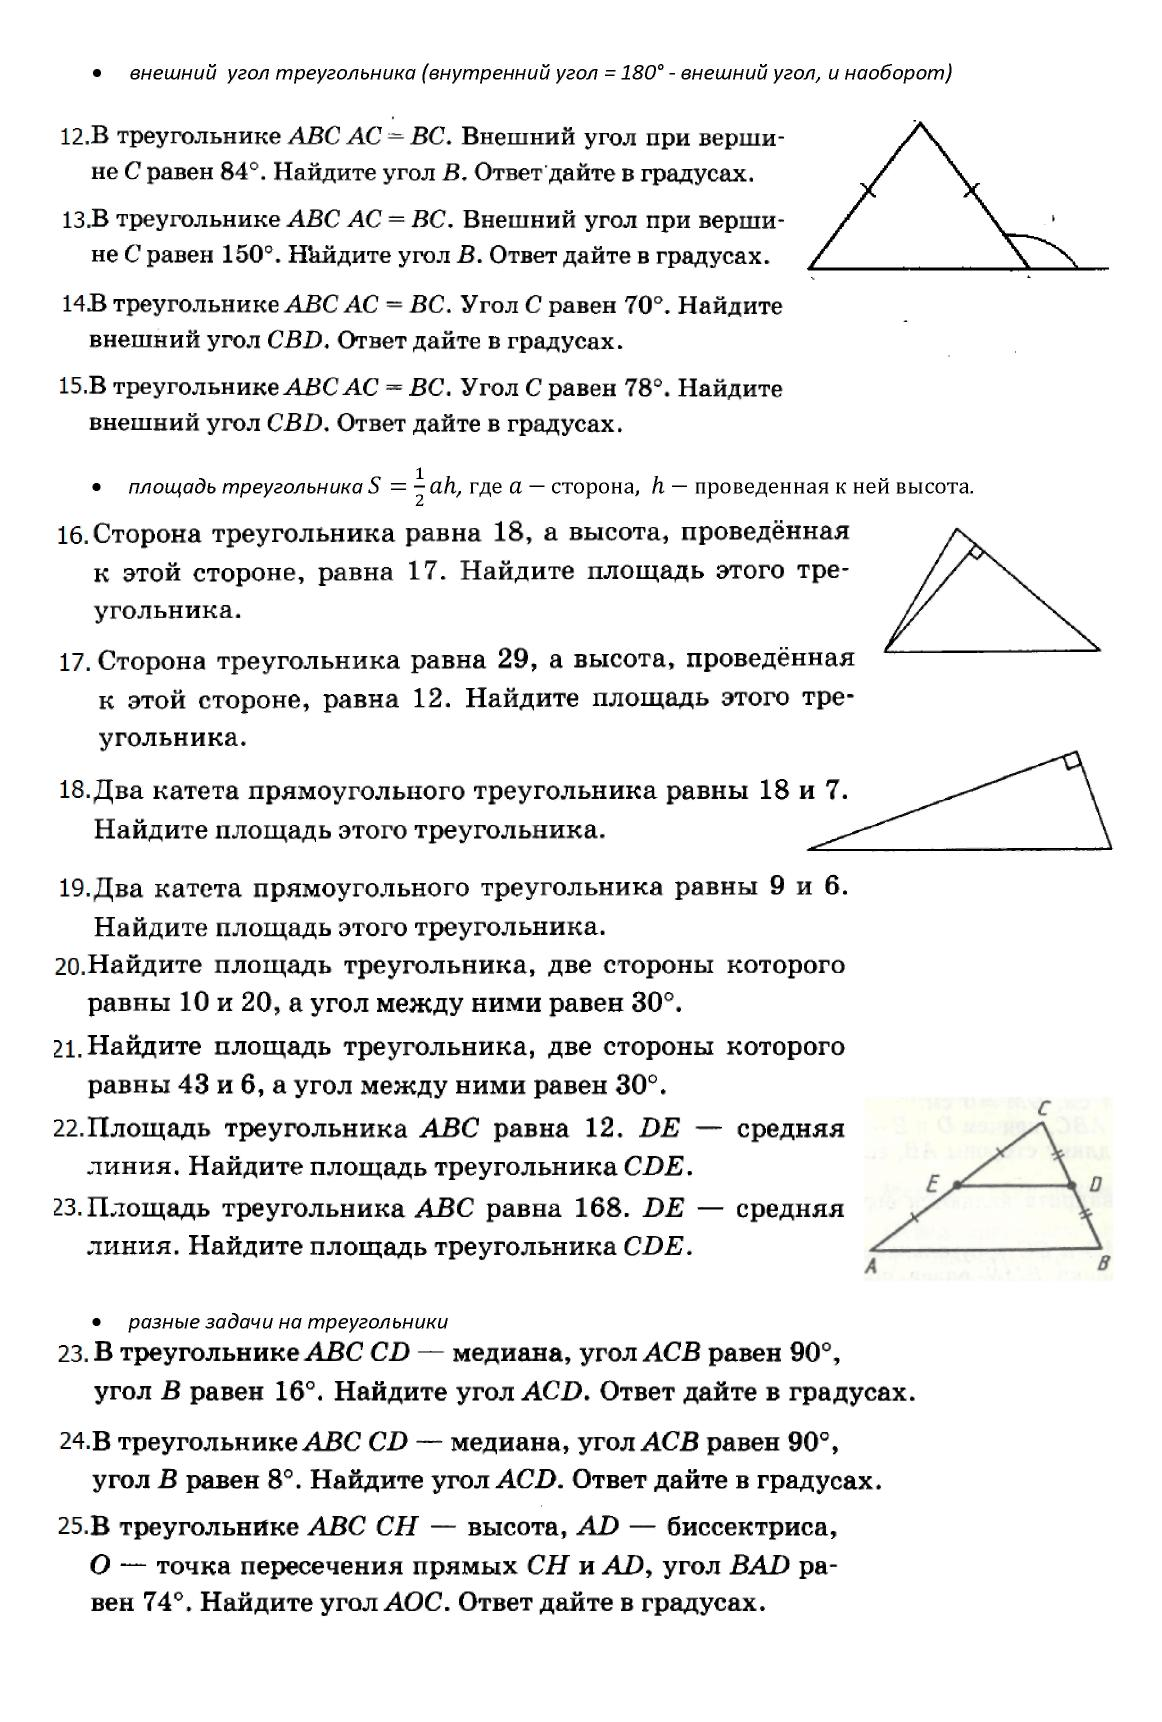 • внешний угол треугольника (внутренний угол = 180° - внешний угол, и наоборот)
12.В треугольнике ABC AC = BC. Внешний угол при верши-
не C равен 84°. Найдите угол B. Ответ дайте в градусах.
13.В треугольнике ABC AC = BC. Внешний угол при верши-
не C равен 150°. Найдите угол B. Ответ дайте в градусах.
14.В треугольнике ABC AC = BC. Угол C равен 70°. Найдите
внешний угол CBD. Ответ дайте в градусах.
15.В треугольнике ABC AC = BC. Угол C равен 78°. Найдите
внешний угол CBD. Ответ дайте в градусах.
• площадь треугольника S = 1/2 ah, где a — сторона, h — проведенная к ней высота.
16.Сторона треугольника равна 18, а высота, проведённая
к этой стороне, равна 17. Найдите площадь этого тре-
угольника.
17. Сторона треугольника равна 29, а высота, проведённая
к этой стороне, равна 12. Найдите площадь этого тре-
угольника.
18.Два катета прямоугольного треугольника равны 18 и 7.
Найдите площадь этого треугольника.
19.Два катета прямоугольного треугольника равны 9 и 6.
Найдите площадь этого треугольника.
20.Найдите площадь треугольника, две стороны которого
равны 10 и 20, а угол между ними равен 30°.
21.Найдите площадь треугольника, две стороны которого
равны 43 и 6, а угол между ними равен 30°.
22.Площадь треугольника ABC равна 12. DE — средняя
линия. Найдите площадь треугольника CDE.
23.Площадь треугольника ABC равна 168. DE — средняя
линия. Найдите площадь треугольника CDE.
C
E
D
A
B
• разные задачи на треугольники
23.В треугольнике ABC CD — медиана, угол ACB равен 90°,
угол B равен 16°. Найдите угол ACD. Ответ дайте в градусах.
24.В треугольнике ABC CD — медиана, угол ACB равен 90°,
угол B равен 8°. Найдите угол ACD. Ответ дайте в градусах.
25.В треугольнике ABC CH — высота, AD — биссектриса,
O — точка пересечения прямых CH и AD, угол BAD ра-
вен 74°. Найдите угол AOC. Ответ дайте в градусах.